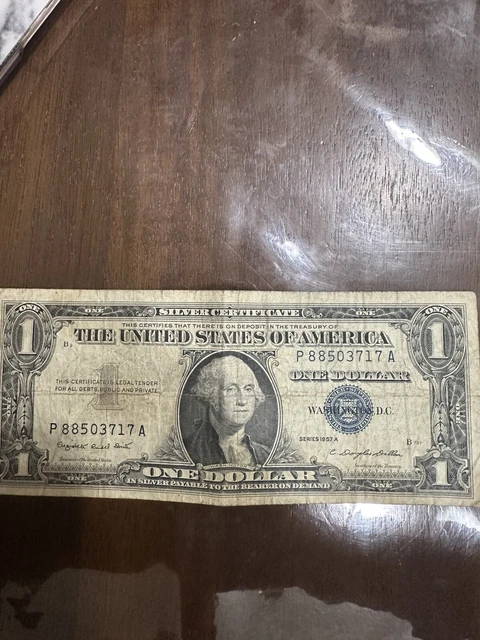 ONE ONE SILVER CERTIFICATE ONE ONE
THIS CERTIFIES THAT THERE IS ON DEPOSIT IN THE TREASURY OF
1 THE UNITED STATES OF AMERICA 1
P 88503717 A
ONE DOLLAR
THIS CERTIFICATE IS LEGAL TENDER
FOR ALL DEBTS, PUBLIC AND PRIVATE
WASHINGTON, D.C.
P 88503717 A
SERIES 1957 A
1 ONE DOLLAR 1
ONE IN SILVER PAYABLE TO THE BEARER ON DEMAND ONE